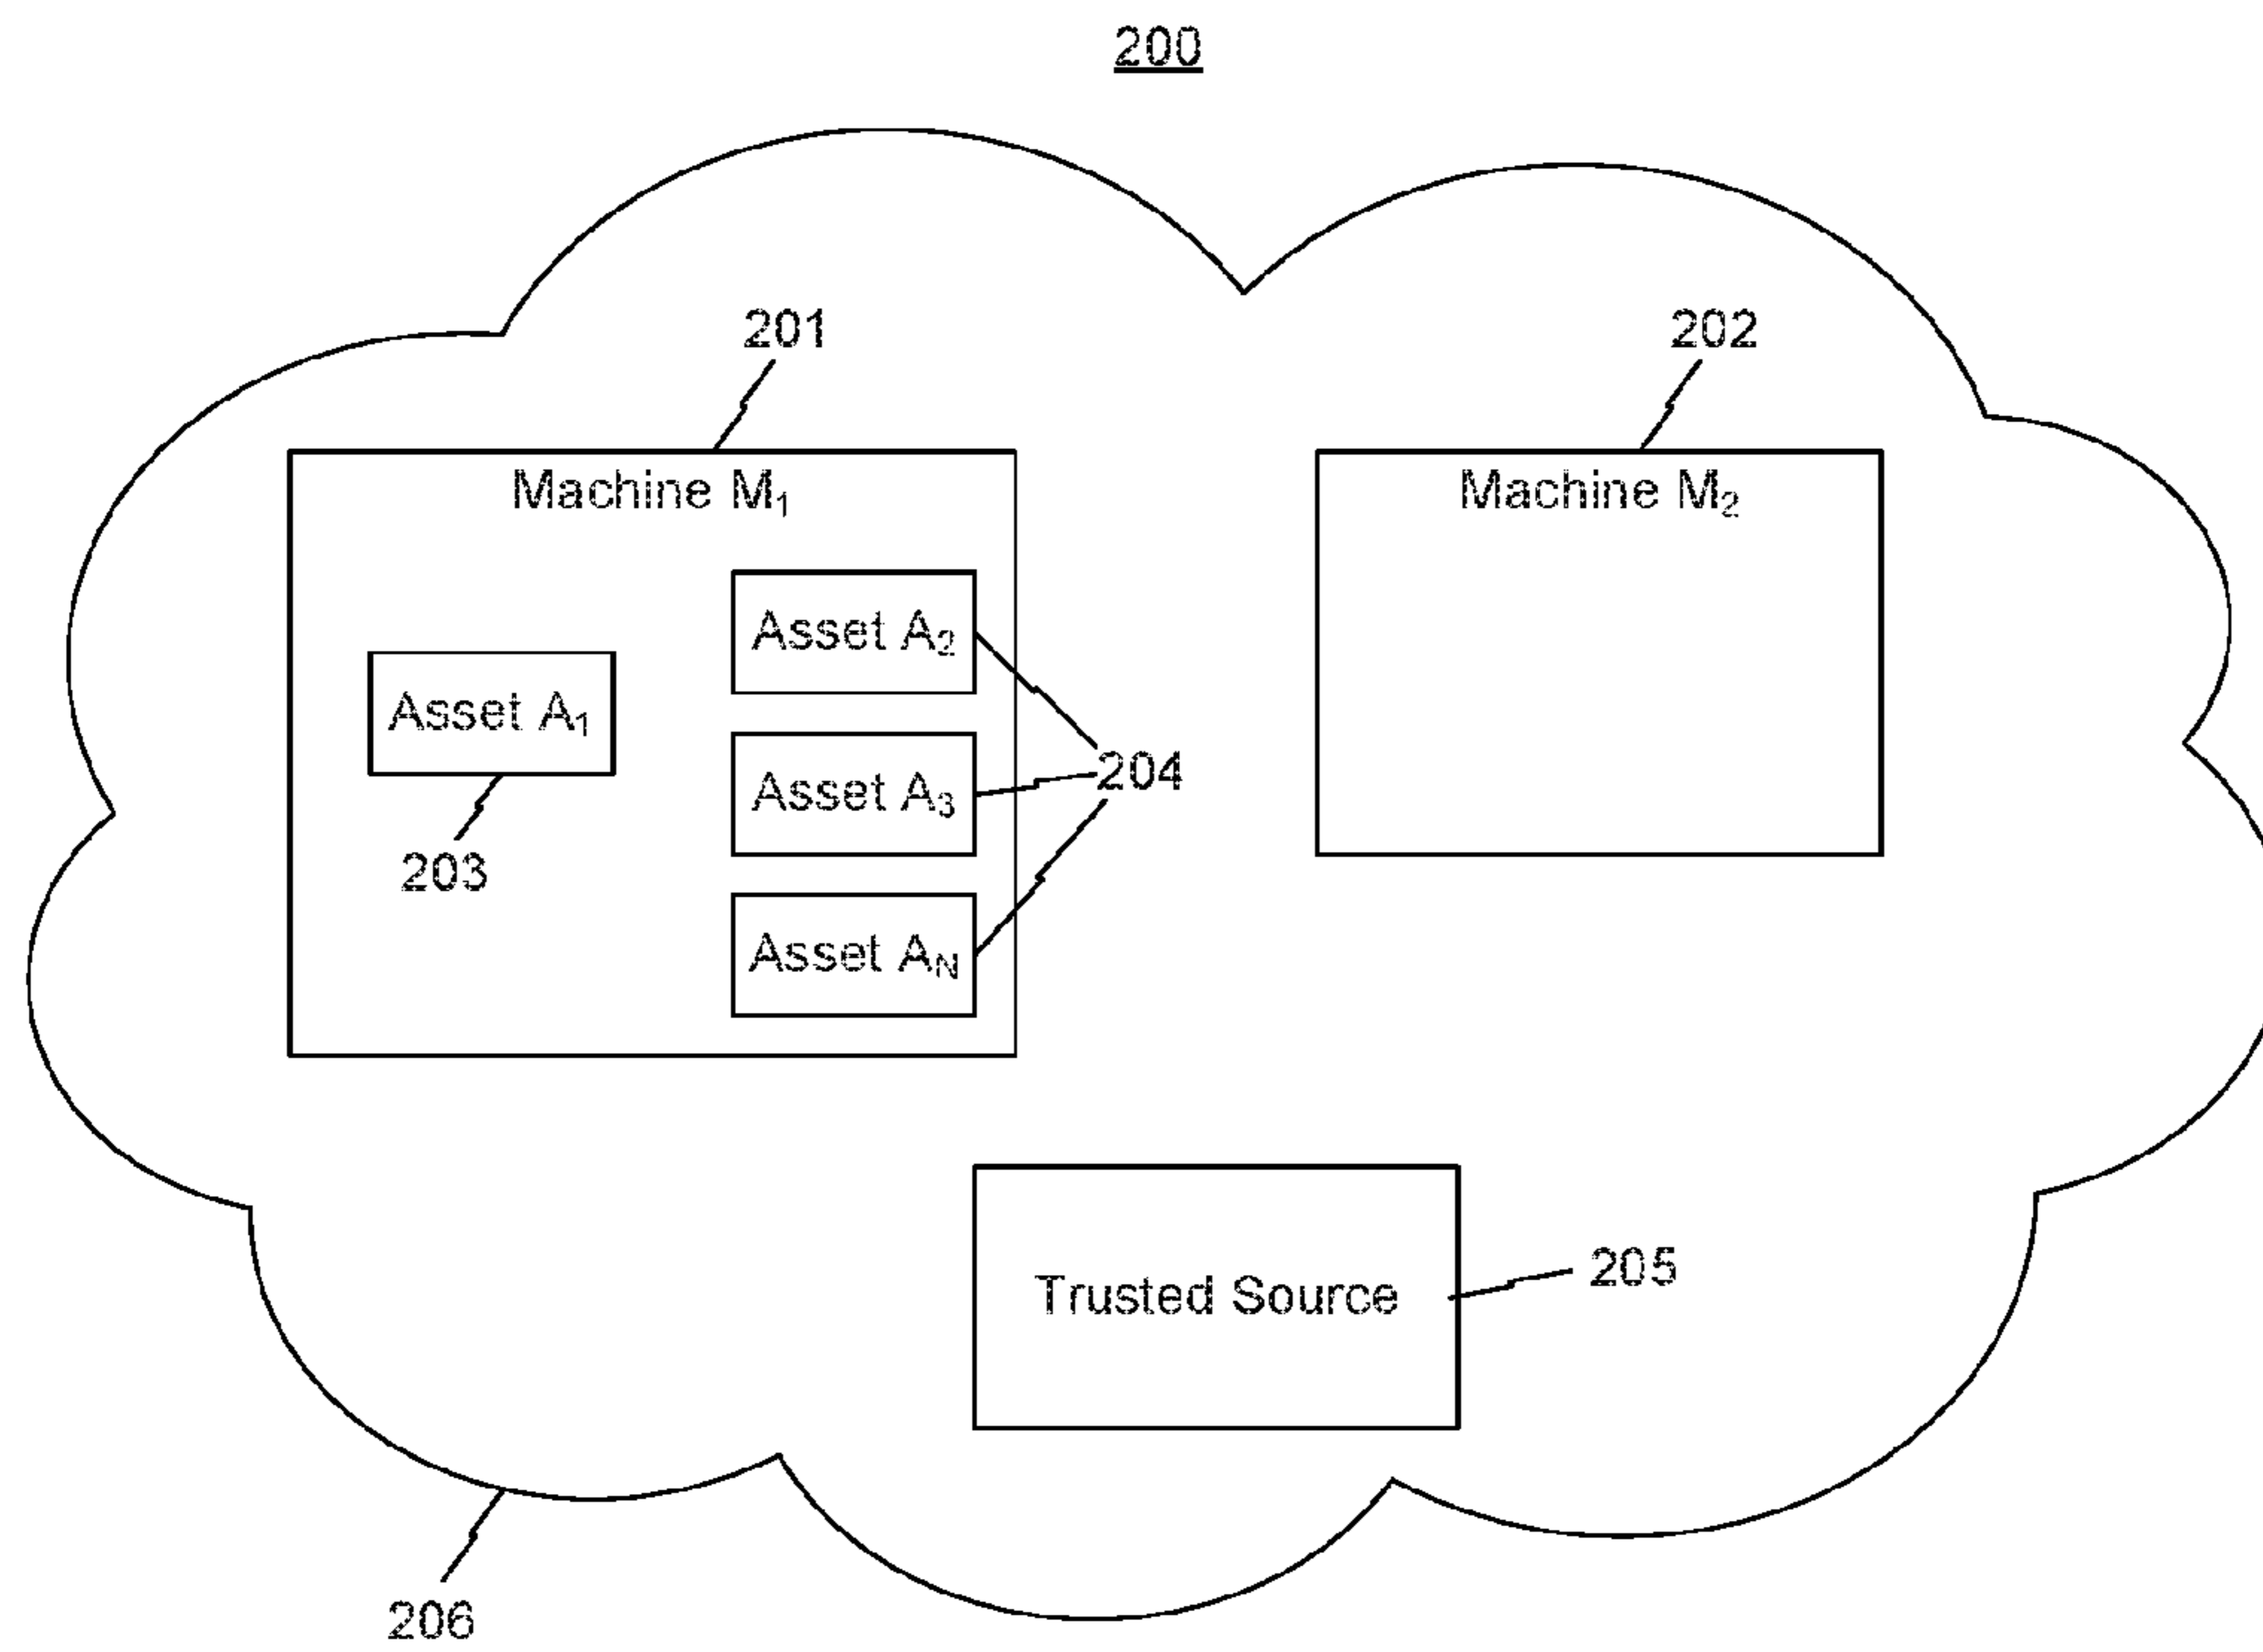 200
201
202
Machine M₁
Machine M₂
Asset A₂
Asset A₁
204
Asset A₃
203
Asset Aₙ
205
Trusted Source
206